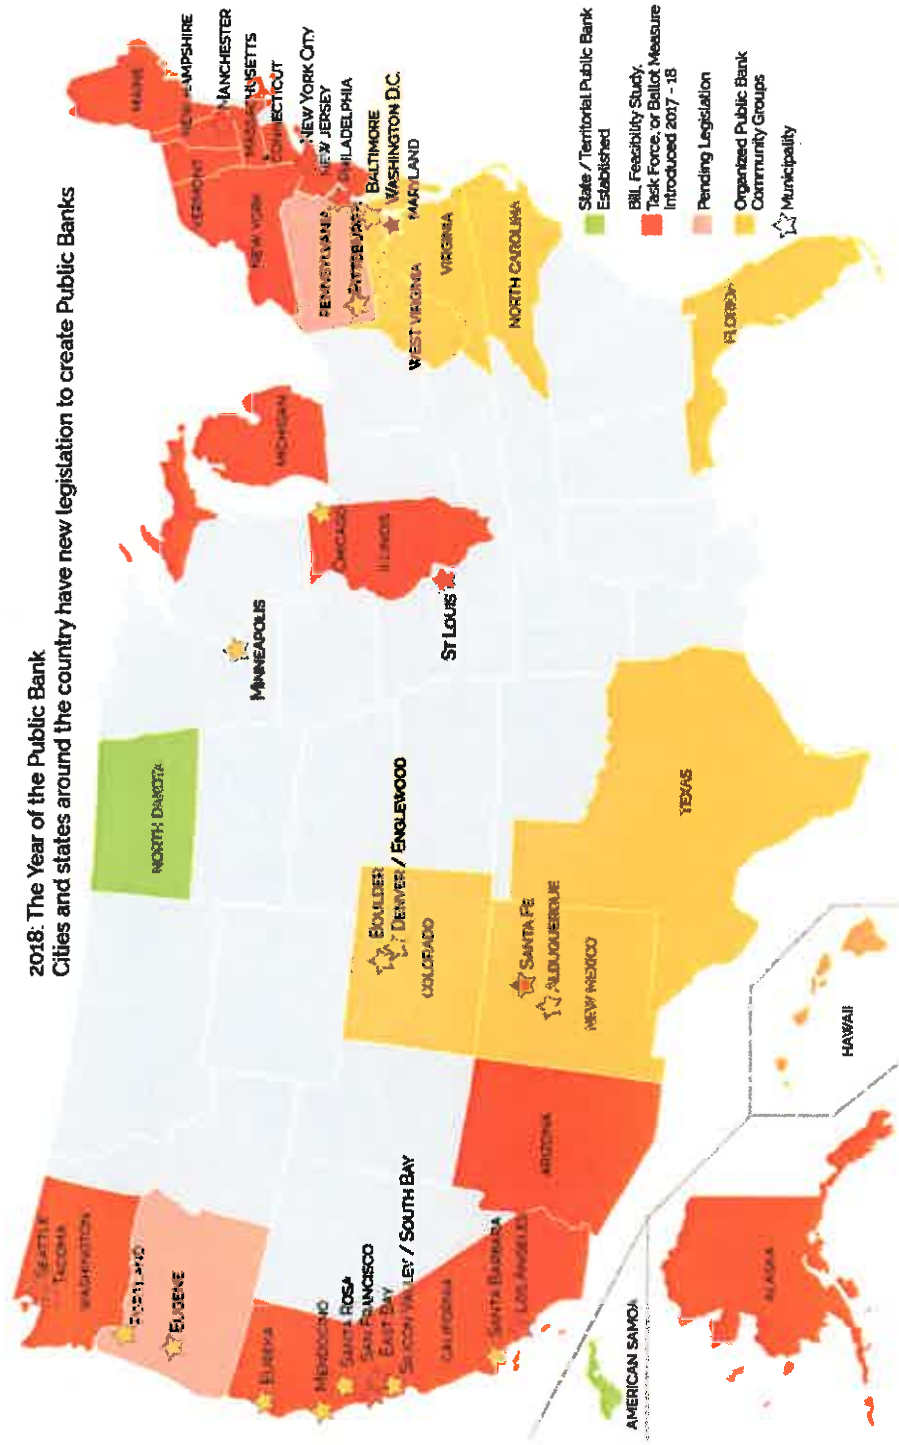 2018: The Year of the Public Bank
Cities and states around the country have new legislation to create Public Banks
SEATTLE
TACOMA
WASHINGTON
PORTLAND
EUGENE
EUREKA
MENDOCINO
SANTA ROSA
SAN FRANCISCO
EAST BAY
SILICON VALLEY / SOUTH BAY
CALIFORNIA
SANTA BARBARA
LOS ANGELES
ARIZONA
NORTH DAKOTA
BOULDER
DENVER / ENGLEWOOD
COLORADO
SANTA FE
ALBUQUERQUE
NEW MEXICO
TEXAS
MINNEAPOLIS
ST LOUIS
CHICAGO
ILLINOIS
MICHIGAN
MAINE
NEW HAMPSHIRE
VERMONT
MANCHESTER
MASSACHUSETTS
CONNECTICUT
NEW YORK
NEW YORK CITY
NEW JERSEY
PHILADELPHIA
PENNSYLVANIA
PITTSBURGH
BALTIMORE
WASHINGTON D.C.
MARYLAND
WEST VIRGINIA
VIRGINIA
NORTH CAROLINA
FLORIDA
AMERICAN SAMOA
ALASKA
HAWAII
State / Territorial Public Bank
Established
Bill, Feasibility Study,
Task Force, or Ballot Measure
Introduced 2017 - 18
Pending Legislation
Organized Public Bank
Community Groups
Municipality